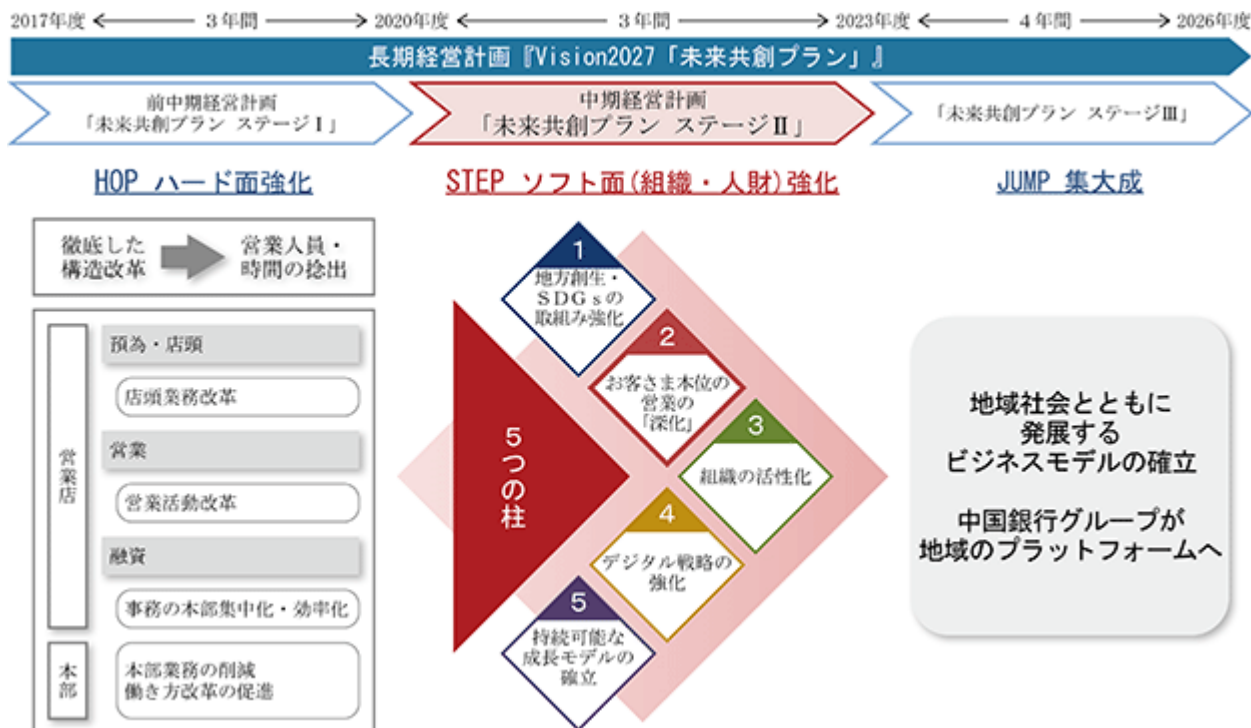 2017年度 3年間 2020年度 3年間 2023年度 4年間 2026年度
長期経営計画『Vision2027「未来共創プラン」』
前中期経営計画
「未来共創プラン ステージⅠ」
中期経営計画
「未来共創プラン ステージⅡ」
「未来共創プラン ステージⅢ」
HOP ハード面強化
徹底した
構造改革
営業人員・
時間の捻出
営業店
預為・店頭
店頭業務改革
営業
営業活動改革
融資
事務の本部集中化・効率化
本部
本部業務の削減
働き方改革の促進
STEP ソフト面(組織・人財)強化
5つの柱
1
地方創生・
SDGsの
取組み強化
2
お客さま本位の
営業の
「深化」
3
組織の活性化
4
デジタル戦略の
強化
5
持続可能な
成長モデルの
確立
JUMP 集大成
地域社会とともに
発展する
ビジネスモデルの確立
中国銀行グループが
地域のプラットフォームへ